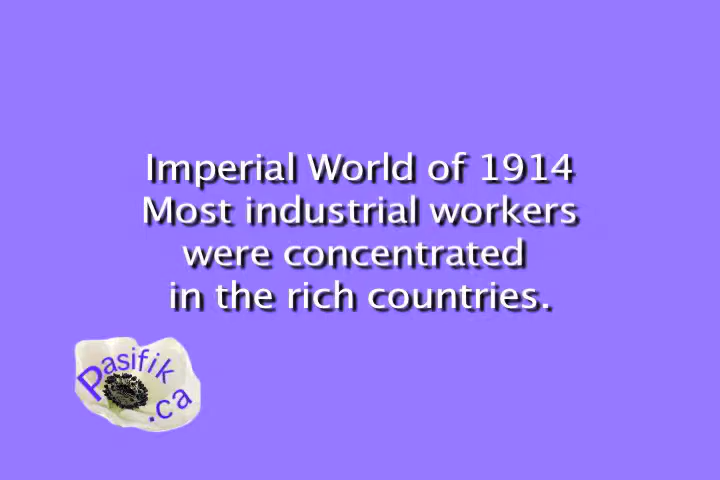 Imperial World of 1914
Most industrial workers
were concentrated
in the rich countries.
Pasifik
.ca